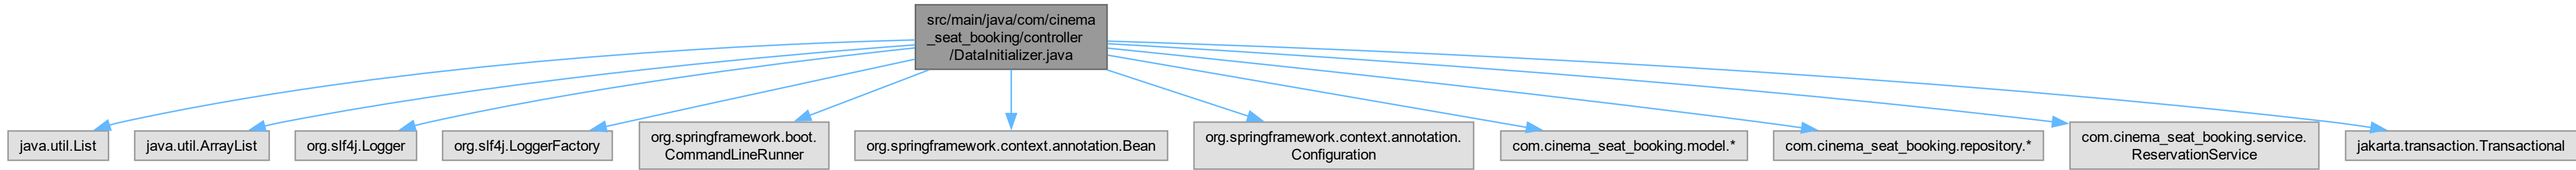 src/main/java/com/cinema
_seat_booking/controller
/DataInitializer.java
java.util.List
java.util.ArrayList
org.slf4j.Logger
org.slf4j.LoggerFactory
org.springframework.boot.
CommandLineRunner
org.springframework.context.annotation.Bean
org.springframework.context.annotation.
Configuration
com.cinema_seat_booking.model.*
com.cinema_seat_booking.repository.*
com.cinema_seat_booking.service.
ReservationService
jakarta.transaction.Transactional